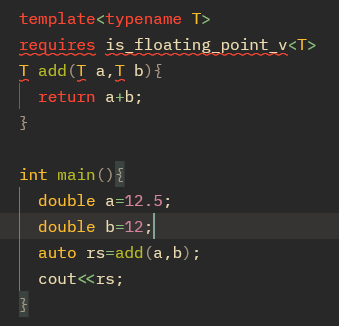 template<typename T>
requires is_floating_point_v<T>
T add(T a,T b){
return a+b;
}
int main(){
double a=12.5;
double b=12;
auto rs=add(a,b);
cout<<rs;
}